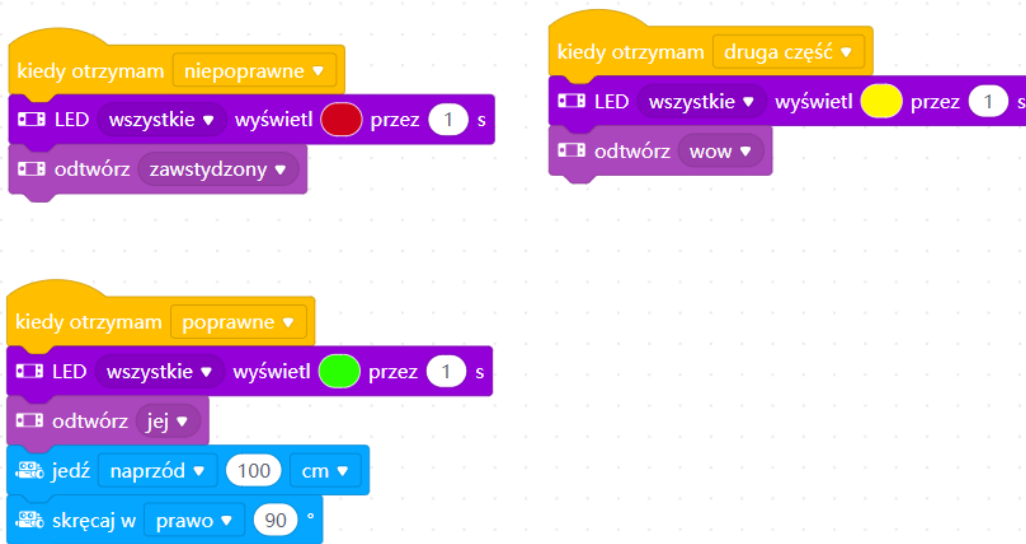 kiedy otrzymam niepoprawne
LED wszystkie wyświetl przez 1 s
odtwórz zawstydzony
kiedy otrzymam druga część
LED wszystkie wyświetl przez 1 s
odtwórz wow
kiedy otrzymam poprawne
LED wszystkie wyświetl przez 1 s
odtwórz jej
jedź naprzód 100 cm
skręcaj w prawo 90 °